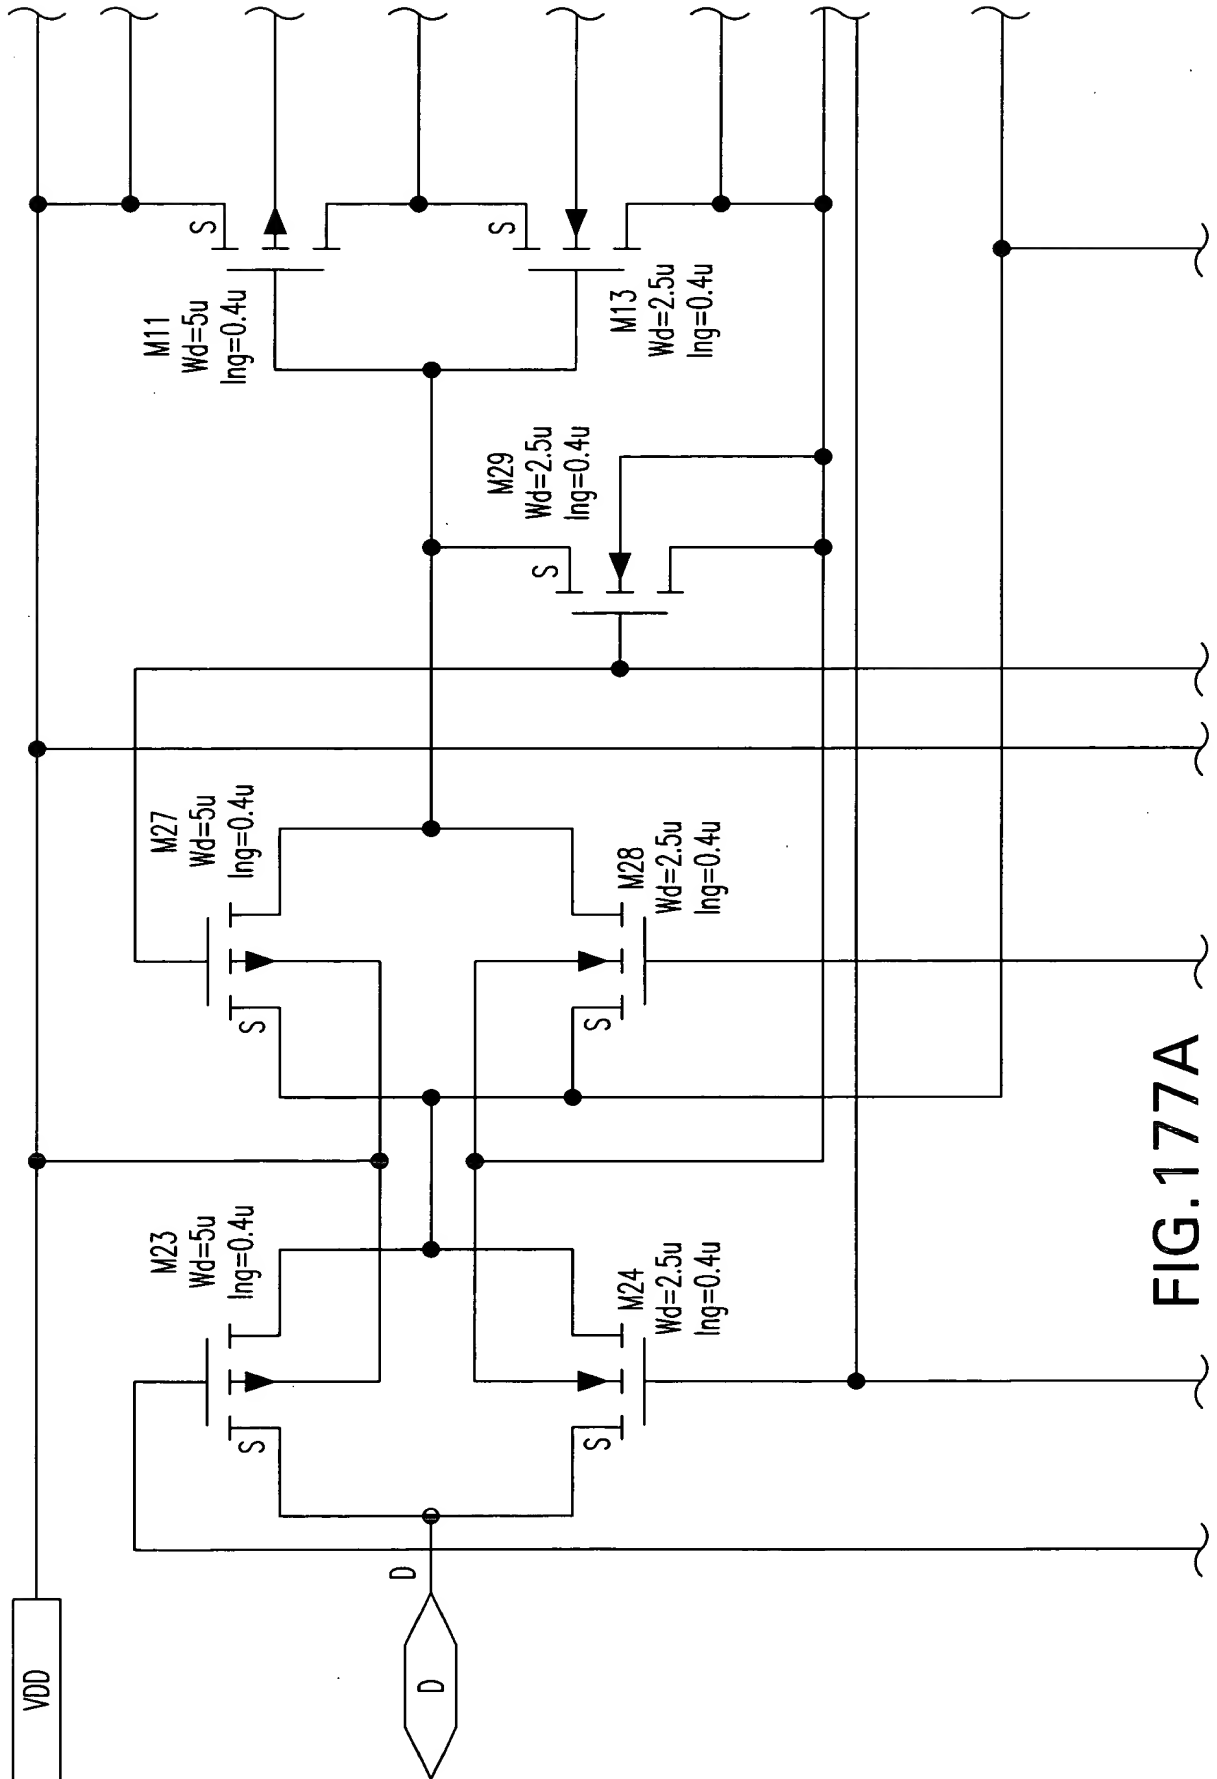 VDD
D
D
M23
Wd=5u
lng=0.4u
S
M24
Wd=2.5u
lng=0.4u
S
M27
Wd=5u
lng=0.4u
S
M28
Wd=2.5u
lng=0.4u
S
M29
Wd=2.5u
lng=0.4u
S
M11
Wd=5u
lng=0.4u
S
M13
Wd=2.5u
lng=0.4u
S
FIG.177A